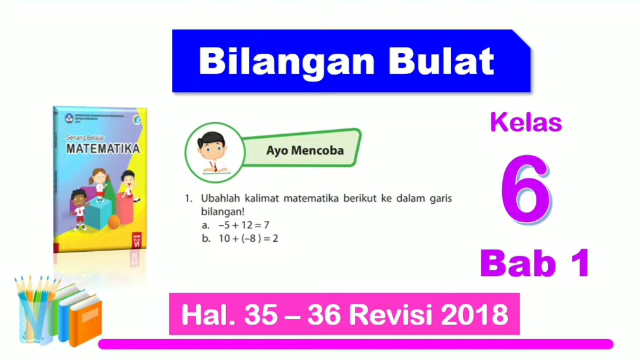 Bilangan Bulat
Senang Belajar
MATEMATIKA
Ayo Mencoba
1. Ubahlah kalimat matematika berikut ke dalam garis
bilangan!
a. –5 + 12 = 7
b. 10 + (–8 ) = 2
Kelas
6
Bab 1
Hal. 35 – 36 Revisi 2018